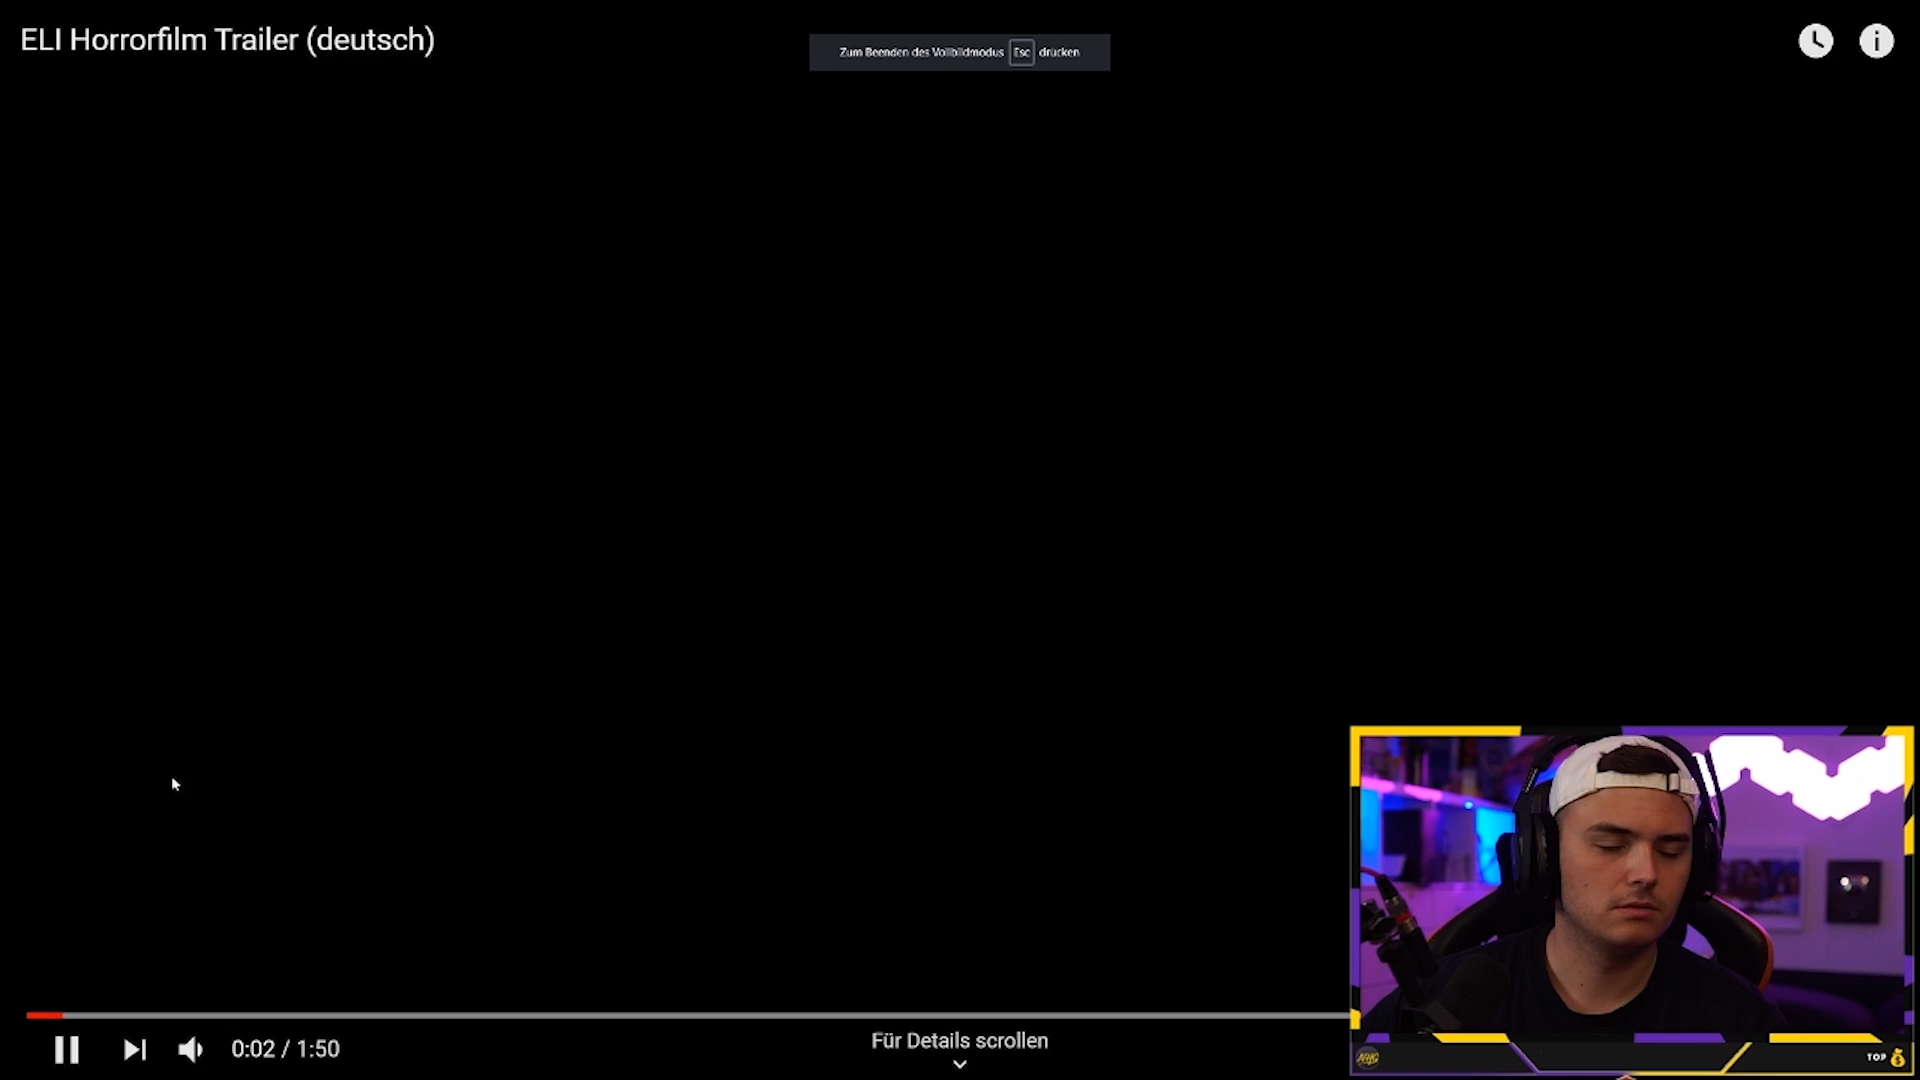 ELI Horrorfilm Trailer (deutsch)
Zum Beenden des Vollbildmodus Esc drücken
0:02 / 1:50
Für Details scrollen
TOP